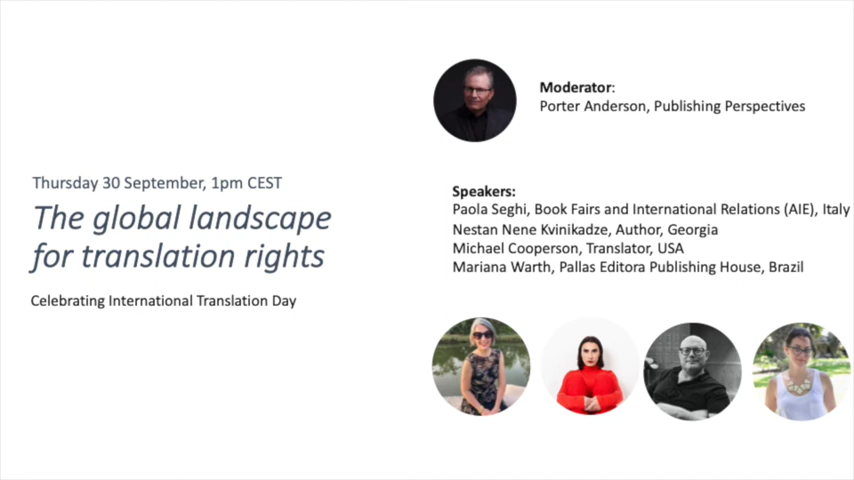 Thursday 30 September, 1pm CEST
The global landscape
for translation rights
Celebrating International Translation Day
Moderator:
Porter Anderson, Publishing Perspectives
Speakers:
Paola Seghi, Book Fairs and International Relations (AIE), Italy
Nestan Nene Kvinikadze, Author, Georgia
Michael Cooperson, Translator, USA
Mariana Warth, Pallas Editora Publishing House, Brazil